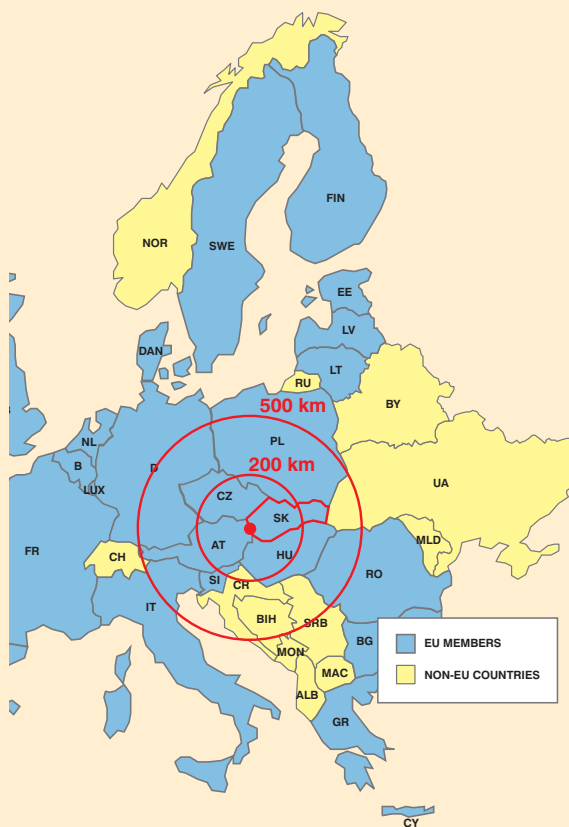 FIN
NOR
SWE
EE
LV
DAN
LT
RU
BY
500 km
PL
NL
B
D
200 km
LUX
CZ
UA
SK
FR
AT
MLD
CH
HU
RO
SI
CR
IT
BIH
SRB
BG
EU MEMBERS
MON
MAC
NON-EU COUNTRIES
ALB
GR
CY